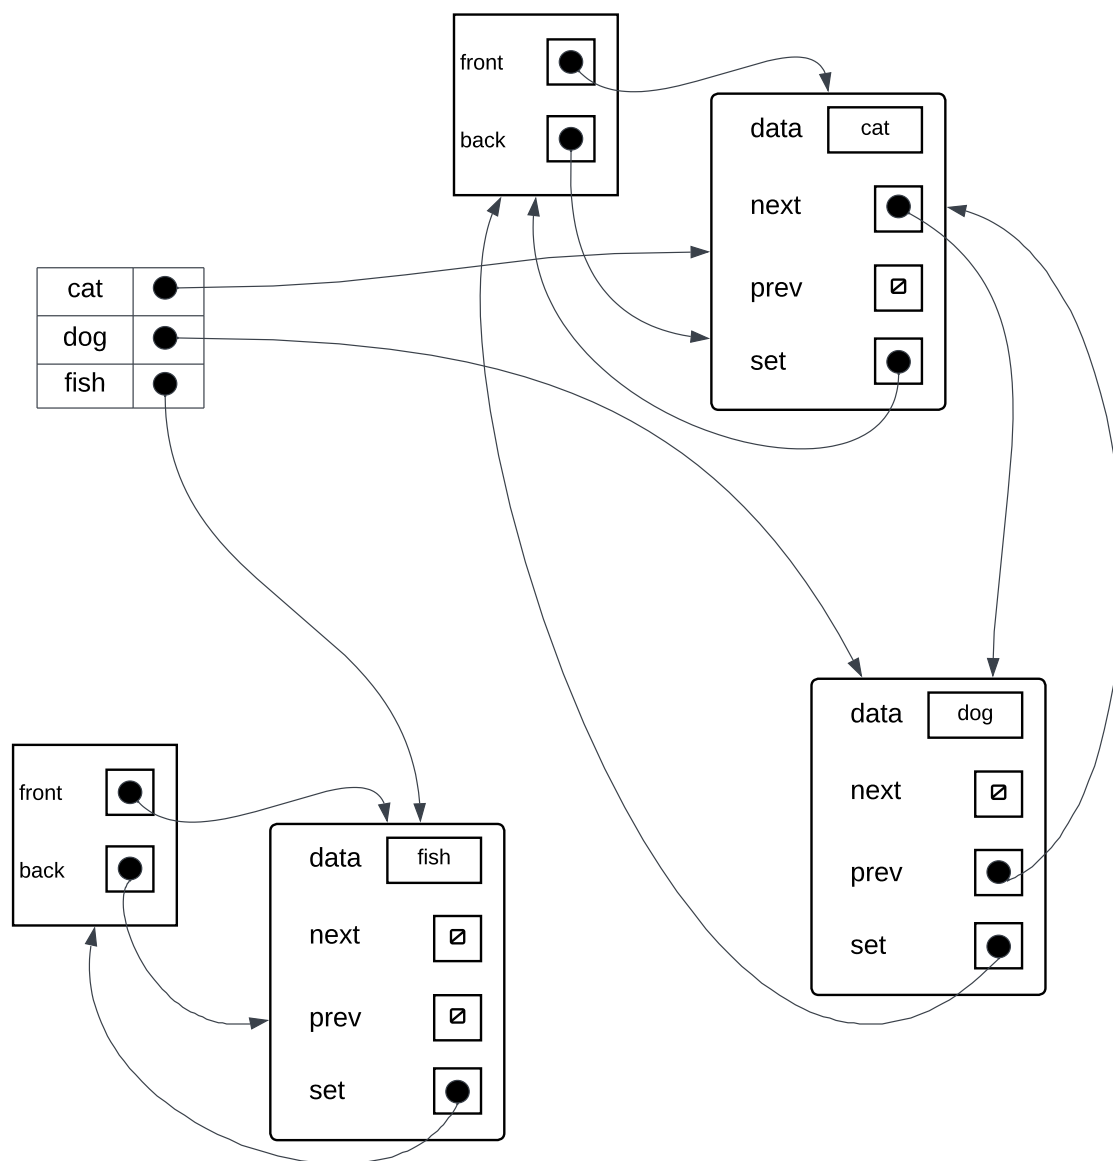 front
back
data cat
next
prev
set
cat
dog
fish
data dog
next
prev
set
front
back
data fish
next
prev
set